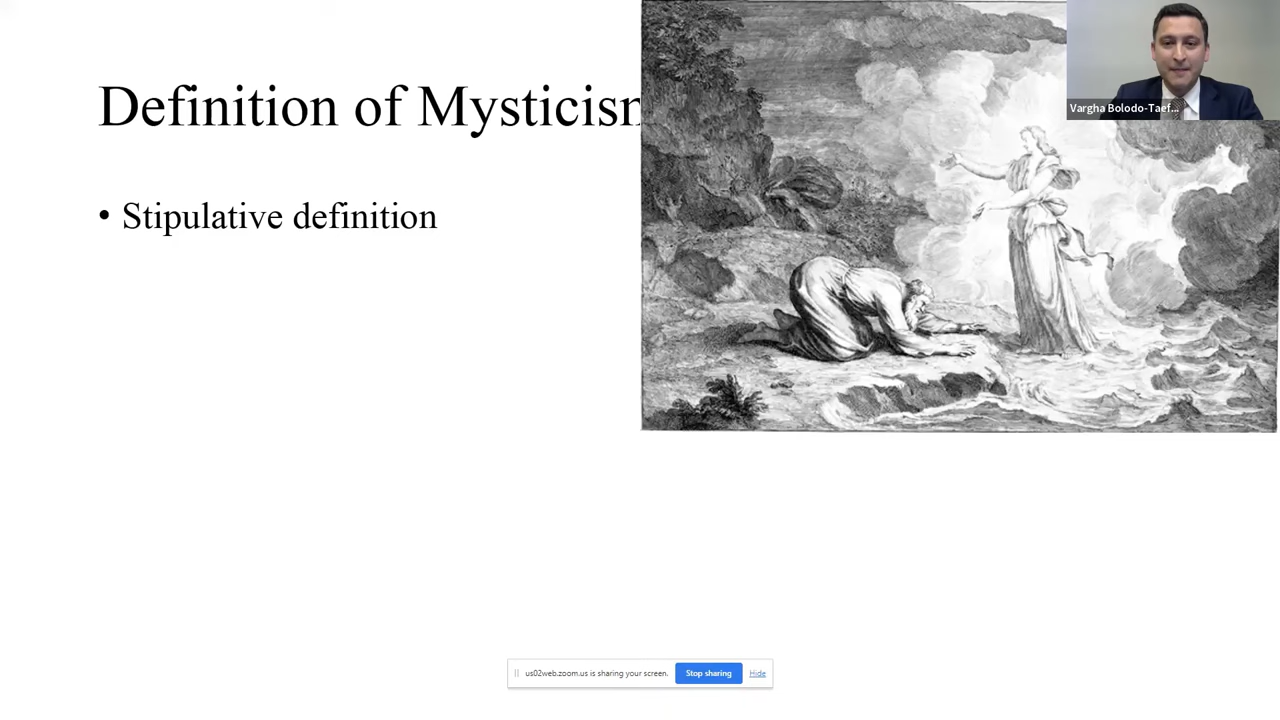 Definition of Mysticism
• Stipulative definition
Vargha Bolodo-Taef...
us02web.zoom.us is sharing your screen.
Stop sharing
Hide